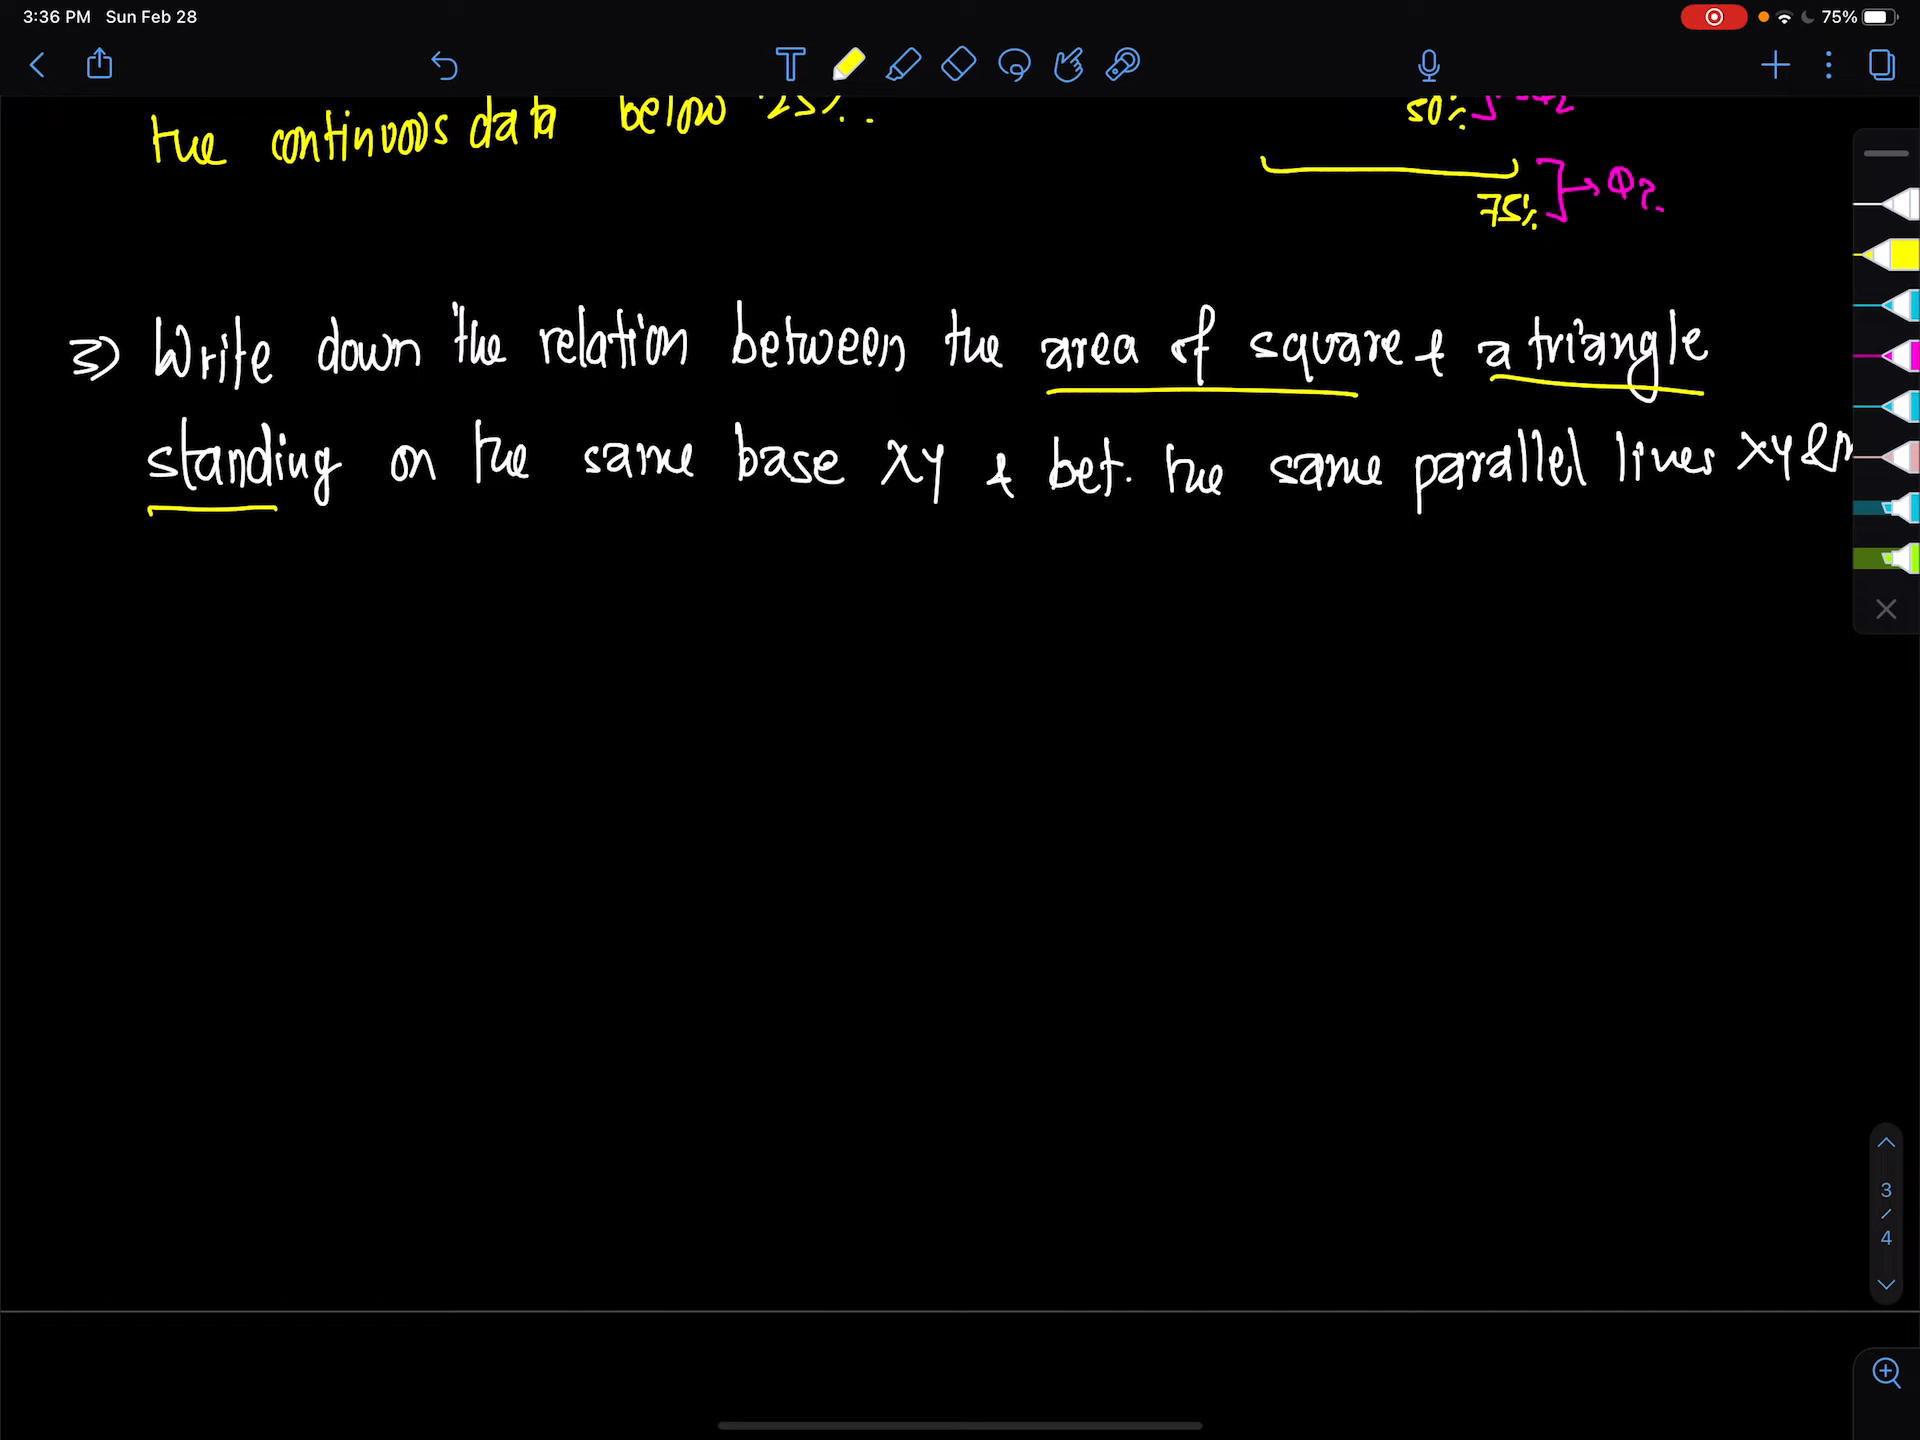 3:36 PM Sun Feb 28
75%
the continuous data below 25%.
50%
75% → Q3
3) Write down the relation between the area of square & a triangle
standing on the same base XY & bet. the same parallel lines XY &
3
/
4